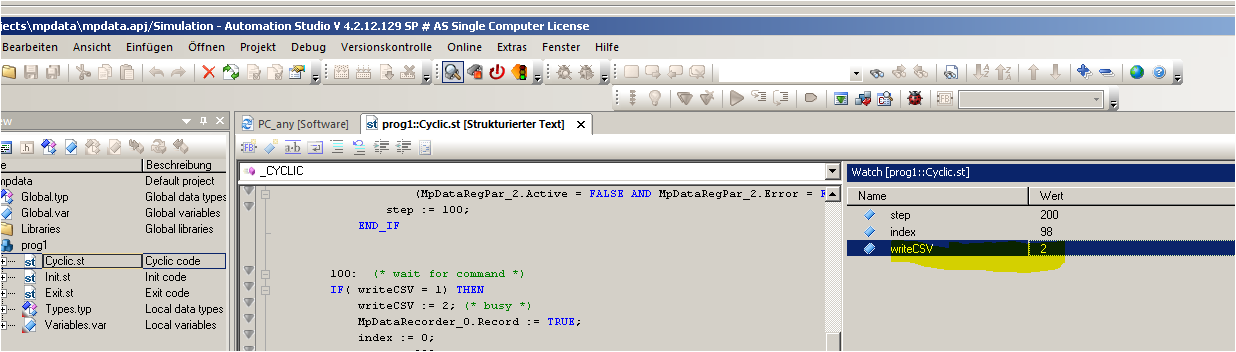 jects\mpdata\mpdata.apj/Simulation - Automation Studio V 4.2.12.129 SP # AS Single Computer License
Bearbeiten Ansicht Einfügen Öffnen Projekt Debug Versionskontrolle Online Extras Fenster Hilfe
ew
PC_any [Software] prog1::Cyclic.st [Strukturierter Text]
e Beschreibung
mpdata Default project
Global.typ Global data types
Global.var Global variables
Libraries Global libraries
prog1
Cyclic.st Cyclic code
Init.st Init code
Exit.st Exit code
Types.typ Local data types
Variables.var Local variables
_CYCLIC
(MpDataRegPar_2.Active = FALSE AND MpDataRegPar_2.Error = F
step := 100;
END_IF
100: (* wait for command *)
IF( writeCSV = 1) THEN
writeCSV := 2; (* busy *)
MpDataRecorder_0.Record := TRUE;
index := 0;
Watch [prog1::Cyclic.st]
Name Wert
step 200
index 98
writeCSV 2